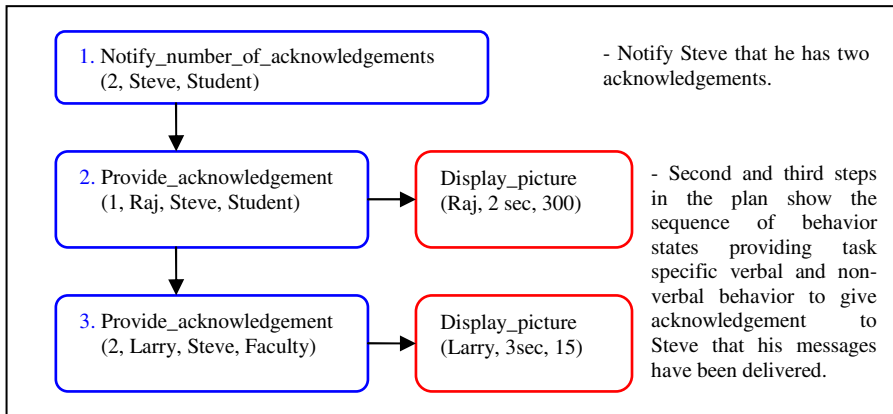 1. Notify_number_of_acknowledgements
(2, Steve, Student)
- Notify Steve that he has two
acknowledgements.
2. Provide_acknowledgement
(1, Raj, Steve, Student)
Display_picture
(Raj, 2 sec, 300)
3. Provide_acknowledgement
(2, Larry, Steve, Faculty)
Display_picture
(Larry, 3sec, 15)
- Second and third steps
in the plan show the
sequence of behavior
states providing task
specific verbal and non-
verbal behavior to give
acknowledgement to
Steve that his messages
have been delivered.